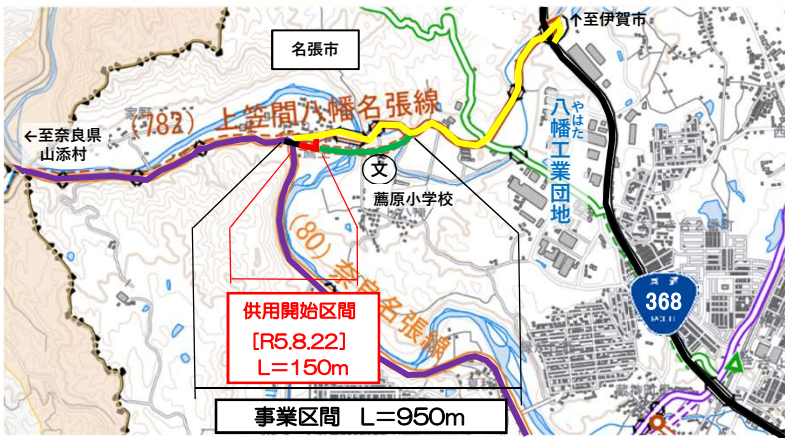 ↑至伊賀市
名張市
(782) 上笠間八幡名張線
←至奈良県
山添村
やはた
八幡工業団地
文
薦原小学校
(80) 奈良名張線
368
供用開始区間
[R5.8.22]
L=150m
事業区間 L=950m